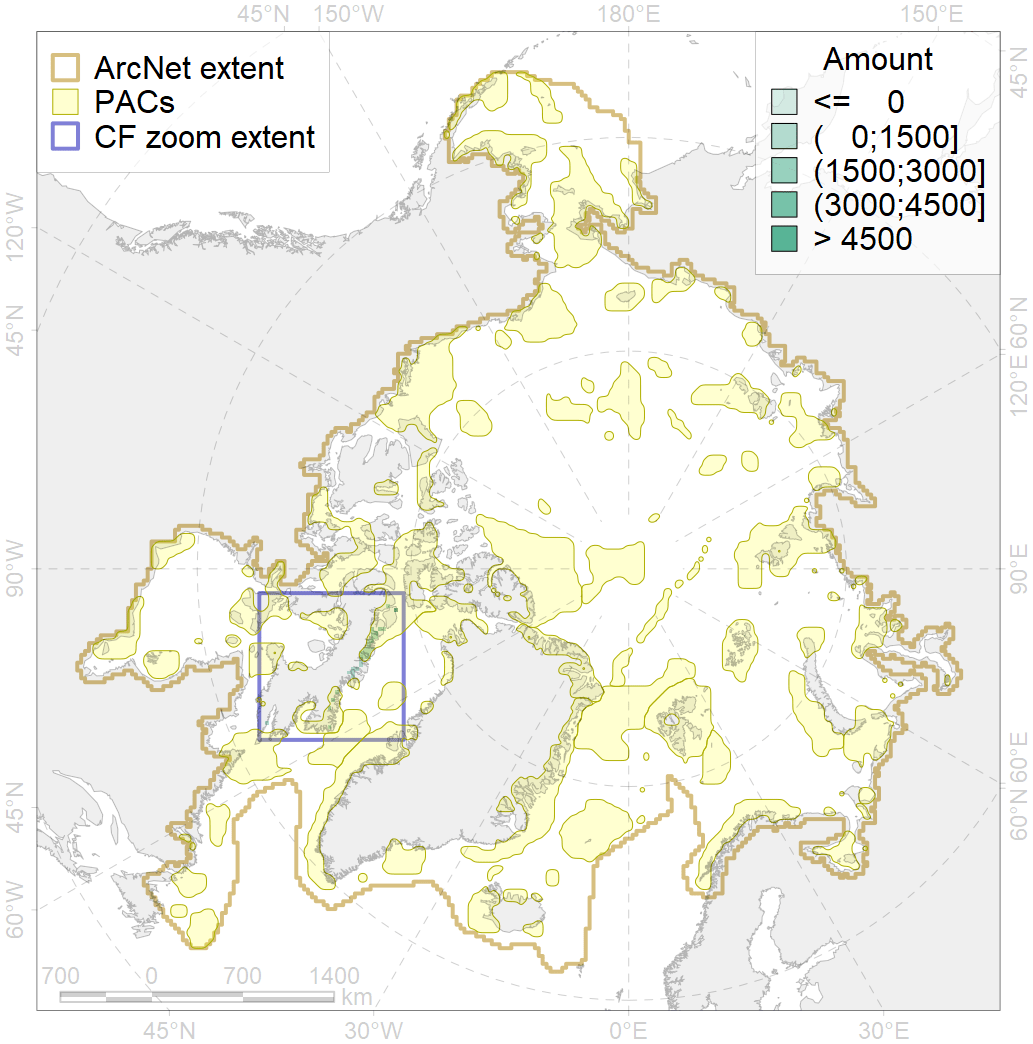 45°N 150°W 180°E 150°E
ArcNet extent
PACs
CF zoom extent
Amount
<= 0
( 0;1500]
(1500;3000]
(3000;4500]
> 4500
45°N
120°W
45°N
60°N
120°E
90°W
90°E
60°E
45°N
60°N
60°W
700 0 700 1400
km
45°N 30°W 0°E 30°E